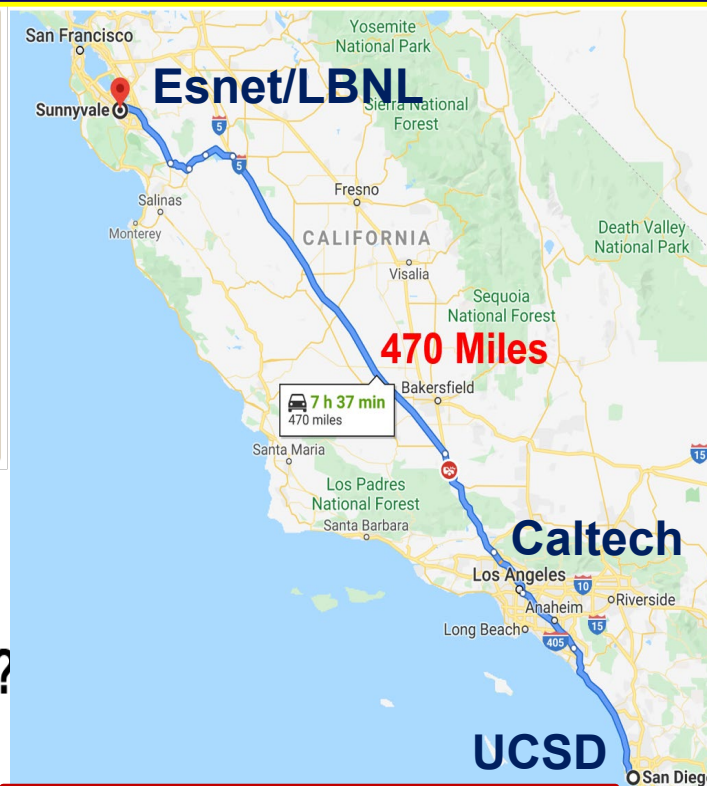 San Francisco
Yosemite
National Park
Esnet/LBNL
Sunnyvale
Sierra National
Forest
5
5
Salinas
Monterey
Fresno
CALIFORNIA
Visalia
Death Valley
National Park
Sequoia
National Forest
470 Miles
7 h 37 min
470 miles
Bakersfield
15
Santa Maria
Los Padres
National Forest
Santa Barbara
Caltech
Los Angeles
10
Anaheim
Riverside
15
Long Beach
405
?
UCSD
San Dieg